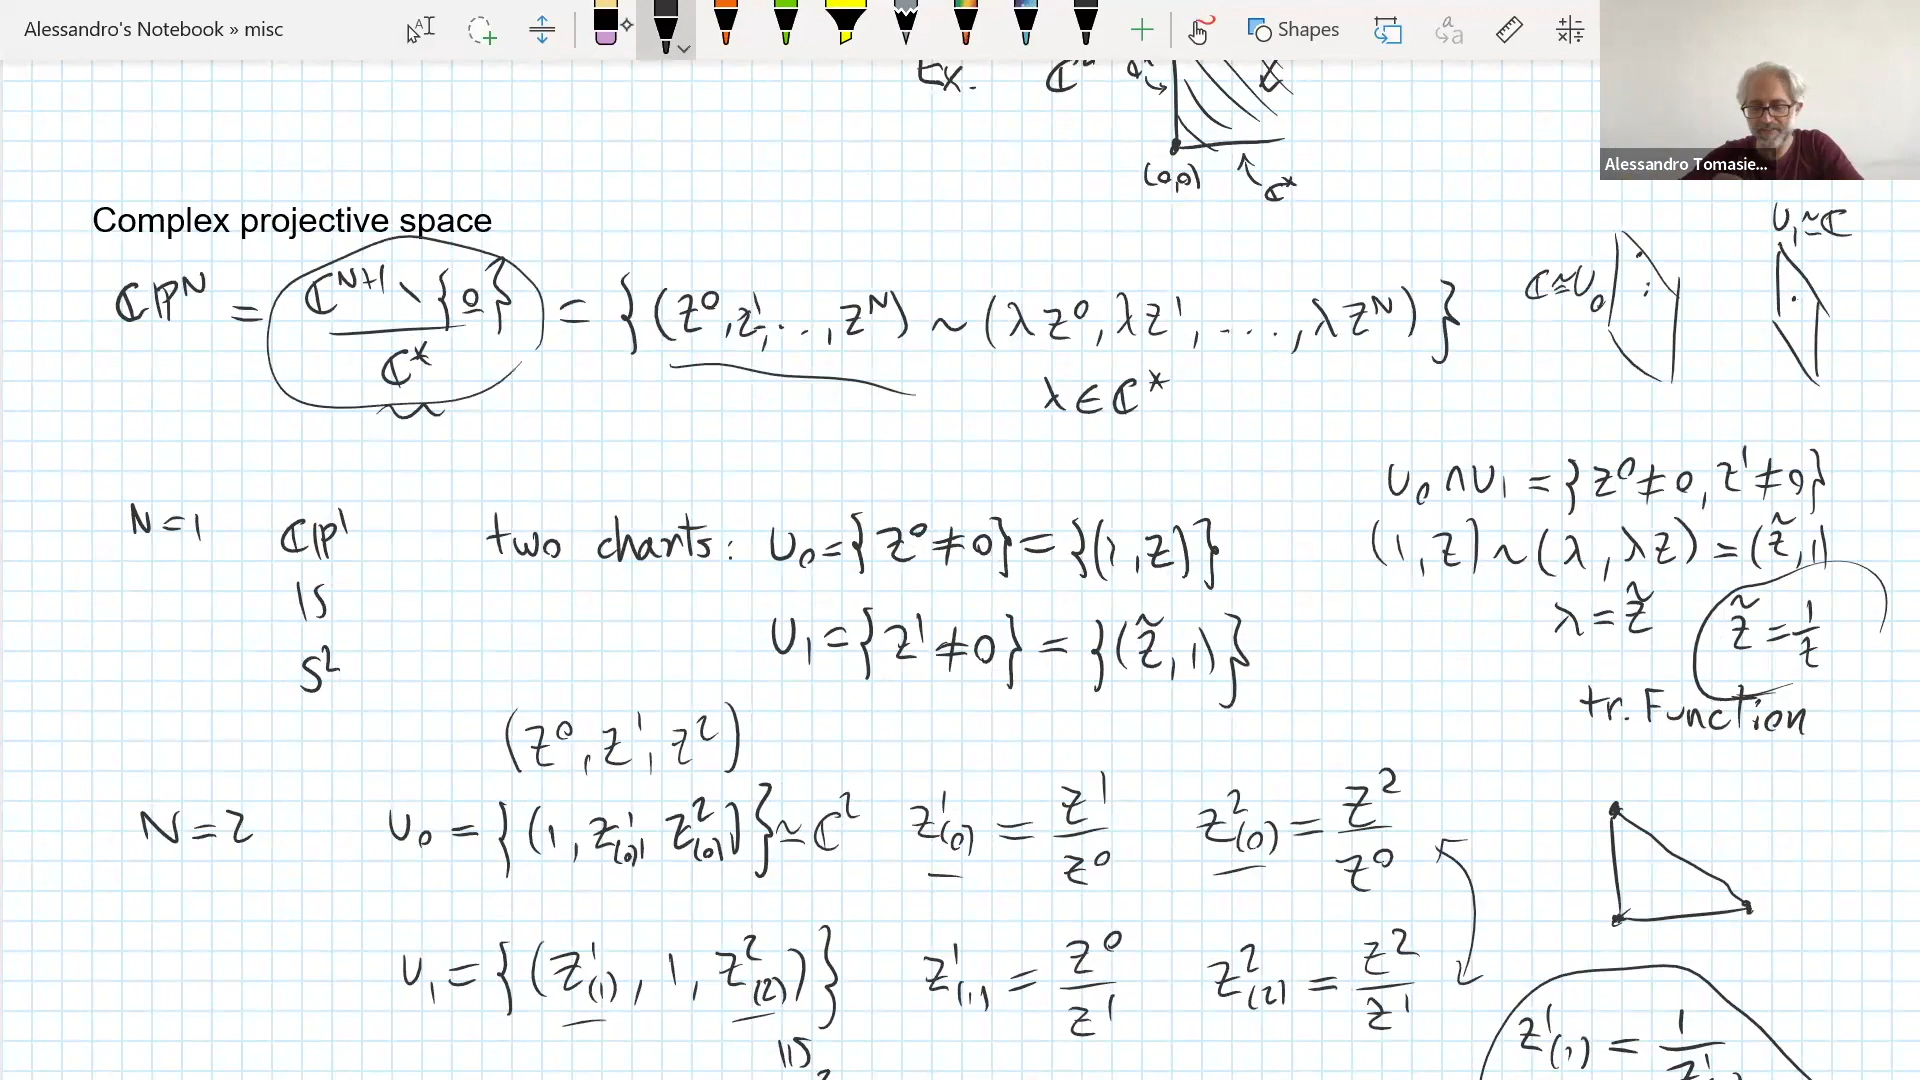 Alessandro's Notebook » misc
Shapes
Alessandro Tomasie...
Ex.
(0,0)
ℂ*
Complex projective space
ℂP^N = ℂ^{N+1} \ {0} / ℂ* = {(z^0, z^1, ..., z^N) ~ (λz^0, λz^1, ..., λz^N)}
λ ∈ ℂ*
ℂ ≅ U_0
U_1 ≅ ℂ
U_0 ∩ U_1 = {z^0 ≠ 0, z^1 ≠ 0}
N = 1
ℂP^1
two charts: U_0 = {z^0 ≠ 0} = {(1, z)}
(1, z) ~ (λ, λz) = (z̃, 1)
S^2
U_1 = {z^1 ≠ 0} = {(z̃, 1)}
λ = z̃
z̃ = 1/z
tr. Function
(z^0, z^1, z^2)
N = 2
U_0 = {(1, z^1_{(0)}, z^2_{(0)})} ≃ ℂ^2
z^1_{(0)} = z^1/z^0
z^2_{(0)} = z^2/z^0
U_1 = {(z^1_{(1)}, 1, z^2_{(2)})}
z^1_{(1)} = z^0/z^1
z^2_{(2)} = z^2/z^1
z^1_{(1)} = 1/